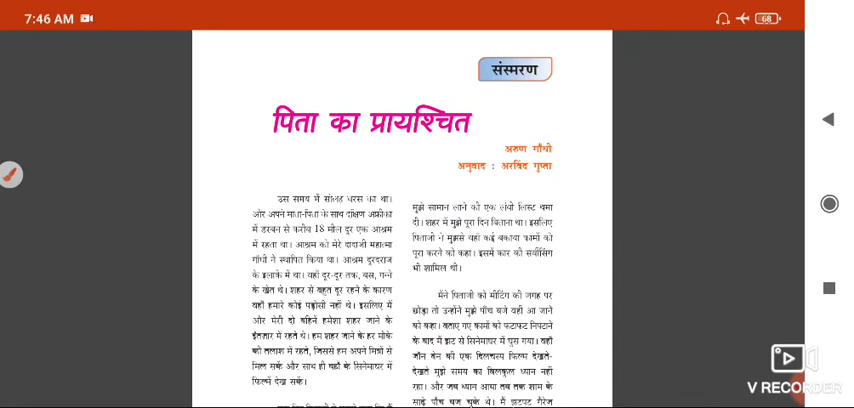 7:46 AM
68
संस्मरण
पिता का प्रायश्चित
अरुण गाँधी
अनुवाद : अरविंद गुप्ता
उस समय मैं सोलह बरस का था।
और अपने माता-पिता के साथ दक्षिण अफ्रीका
में डरबन से करीब 18 मील दूर एक आश्रम
में रहता था। आश्रम को मेरे दादाजी महात्मा
गाँधी ने स्थापित किया था। आश्रम दूरदराज
के इलाके में था। वहाँ दूर-दूर तक, बस, गन्ने
के खेत थे। शहर से बहुत दूर रहने के कारण
वहाँ हमारे कोई पड़ोसी नहीं थे। इसलिए मैं
और मेरी दो बहिनें हमेशा शहर जाने के
इंतज़ार में रहते थे। हम शहर जाने के हर मौके
की तलाश में रहते, जिससे हम अपने मित्रों से
मिल सकें और साथ ही वहाँ के सिनेमाघर में
फिल्में देख सकें।
मुझे सामान लाने की एक लंबी लिस्ट थमा
दी। शहर में मुझे पूरा दिन बिताना था। इसलिए
पिताजी ने मुझसे वहाँ कई बकाया कामों को
पूरा करने को कहा। इसमें कार की सर्विसिंग
भी शामिल थी।
मैंने पिताजी को मीटिंग की जगह पर
छोड़ा तो उन्होंने मुझे पाँच बजे वहीं आ जाने
को कहा। बताए गए कामों को फटाफट निपटाने
के बाद मैं झट से सिनेमाघर में घुस गया। वहाँ
जॉन वेन की एक दिलचस्प फिल्म देखते-
देखते मुझे समय का बिलकुल ध्यान नहीं
रहा। और जब ध्यान आया तब तक शाम के
साढ़े पाँच बज चुके थे। मैं झटपट गैरेज
V RECORDER